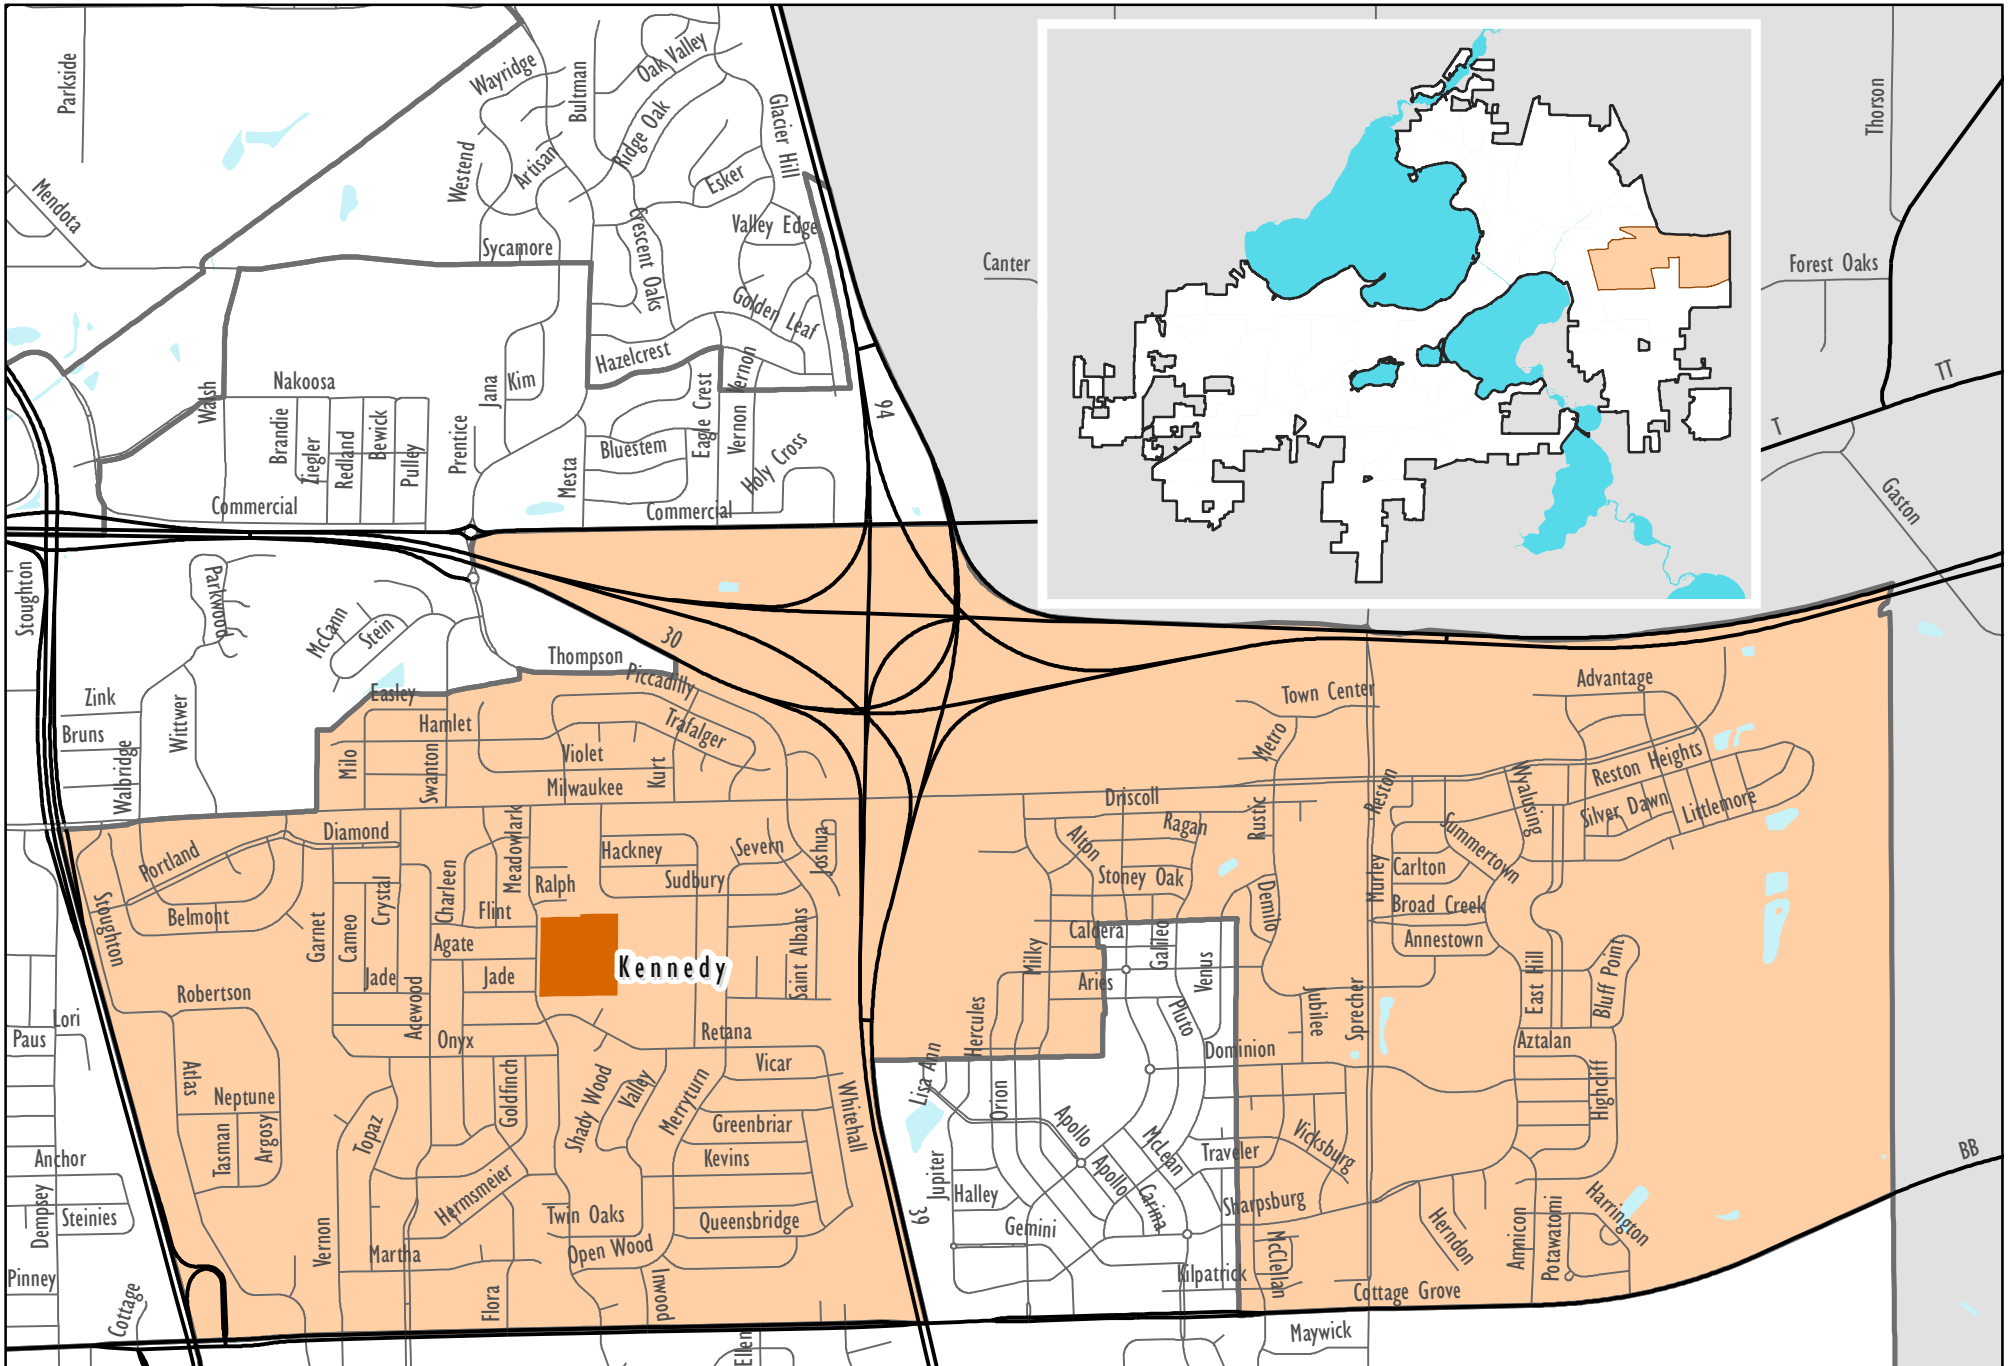 Parkside
Wayridge
Bultman
Oak Valley
Thorson
Glacier Hill
Ridge Oak
Westend
Artisan
Esker
Mendota
Valley Edge
Sycamore
Crescent Oaks
Canter
Forest Oaks
Golden Leaf
Hazelcrest
Vernon
TT
Nakoosa
Jana
Kim
Walsh
94
T
Brandie
Ziegler
Redland
Bewick
Pulley
Prentice
Eagle Crest
Vernon
Bluestem
Holy Cross
Mesta
Commercial
Commercial
Gaston
Stoughton
Parkwood
McCann
Stein
30
Thompson
Piccadilly
Easley
Zink
Wittwer
Bruns
Hamlet
Trafalger
Town Center
Advantage
Metro
Milo
Violet
Kurt
Walbridge
Swanton
Milwaukee
Driscoll
Reston
Reston Heights
Wyalusing
Silver Dawn
Littlemore
Rustic
Ragan
Alton
Summertown
Diamond
Meadowlark
Hackney
Severn
Joshua
Portland
Charleen
Ralph
Sudbury
Stoney Oak
Carlton
Murley
Crystal
Flint
Belmont
Demilo
Broad Creek
Stoughton
Garnet
Cameo
Agate
Saint Albans
Caldera
Galileo
Annestown
Kennedy
Milky
Venus
Jade
Jade
Aries
East Hill
Bluff Point
Robertson
Acewood
Pluto
Jubilee
Sprecher
Lori
Paus
Onyx
Retana
Hercules
Dominion
Aztalan
Vicar
Lisa Ann
Atlas
Neptune
Goldfinch
Shady Wood
Valley
Merryturn
Whitehall
Orion
Highcliff
Tasman
Argosy
Topaz
Greenbriar
Apollo
McLean
Vicksburg
BB
Anchor
Kevins
Traveler
Apollo
Jupiter
Halley
Carina
Sharpsburg
Dempsey
Steinies
Hermsmeier
Twin Oaks
Queensbridge
39
Gemini
Herndon
Amnicon
Potawatomi
Harrington
Vernon
Martha
Open Wood
Pinney
McClellan
Kilpatrick
Cottage
Flora
Inwood
Cottage Grove
Maywick
Ellen